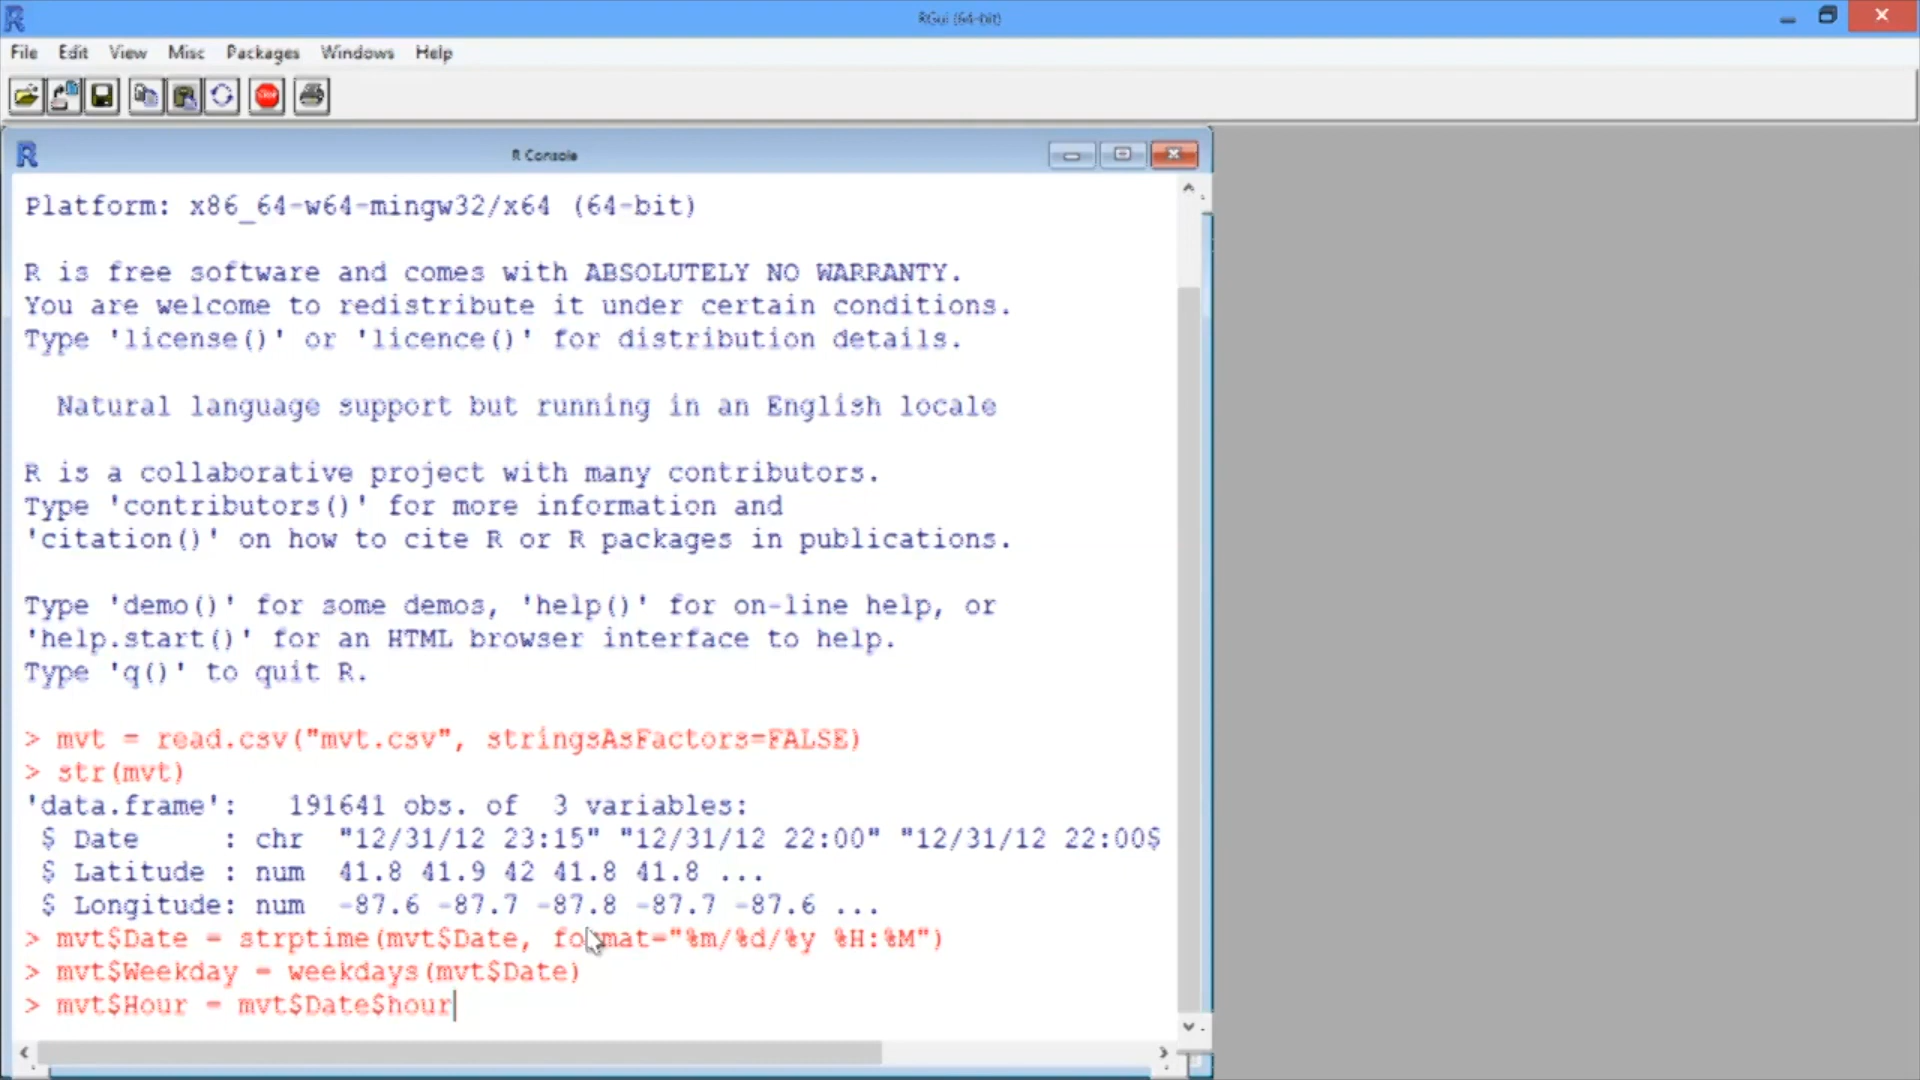 RGui (64-bit)
File Edit View Misc Packages Windows Help
STOP
R Console
Platform: x86_64-w64-mingw32/x64 (64-bit)
R is free software and comes with ABSOLUTELY NO WARRANTY.
You are welcome to redistribute it under certain conditions.
Type 'license()' or 'licence()' for distribution details.
Natural language support but running in an English locale
R is a collaborative project with many contributors.
Type 'contributors()' for more information and
'citation()' on how to cite R or R packages in publications.
Type 'demo()' for some demos, 'help()' for on-line help, or
'help.start()' for an HTML browser interface to help.
Type 'q()' to quit R.
> mvt = read.csv("mvt.csv", stringsAsFactors=FALSE)
> str(mvt)
'data.frame':   191641 obs. of  3 variables:
 $ Date     : chr  "12/31/12 23:15" "12/31/12 22:00" "12/31/12 22:00$
 $ Latitude : num  41.8 41.9 42 41.8 41.8 ...
 $ Longitude: num  -87.6 -87.7 -87.8 -87.7 -87.6 ...
> mvt$Date = strptime(mvt$Date, format="%m/%d/%y %H:%M")
> mvt$Weekday = weekdays(mvt$Date)
> mvt$Hour = mvt$Date$hour